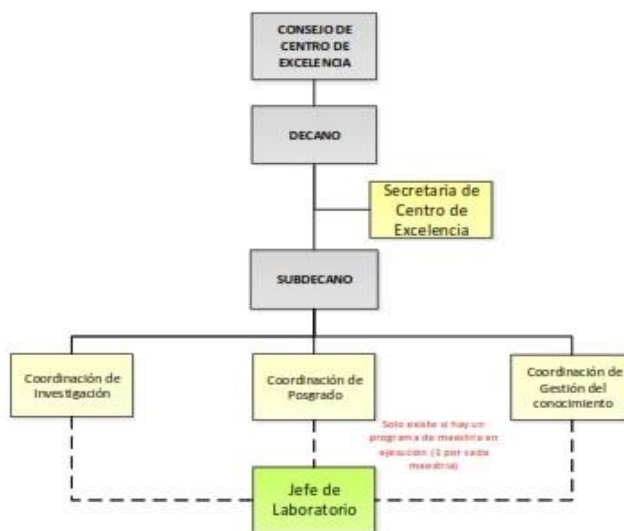 CONSEJO DE
CENTRO DE
EXCELENCIA
DECANO
Secretaria de
Centro de
Excelencia
SUBDECANO
Coordinación de
Investigación
Coordinación de
Posgrado
Coordinación de
Gestión del
conocimiento
Solo existe si hay un
programa de maestria en
ejecución (1 por cada
maestria)
Jefe de
Laboratorio